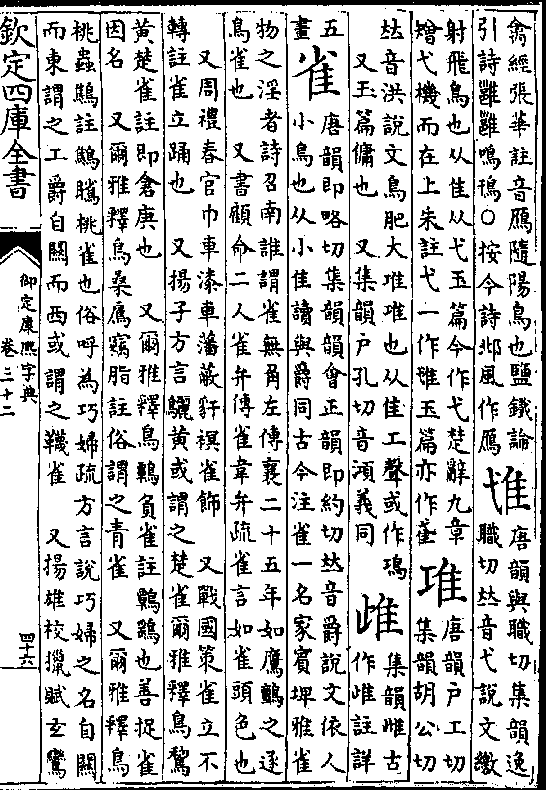 禽經張華註音鴈隨陽鳥也鹽鐵論
引詩雝雝鳴鳱○按今詩邶風作鴈
䧹
唐韻與職切集韻逸
職切𠀤音弋說文繳
射飛鳥也从隹从弋玉篇今作弋楚辭九章
矰弋機而在上朱註弋一作隿玉篇亦作𨾎
唐韻戶工切
集韻胡公切
𠀤音洪說文鳥肥大堆堆也从隹工聲或作鳿
又玉篇傭也 又集韻戸孔切音澒義同
集韻雌古
作𨾴註詳
五
畫
雀
唐韻即略切集韻韻會正韻即約切𠀤音爵說文依人
小鳥也从小隹讀與爵同古今注雀一名家賓埤雅雀
物之淫者詩召南誰謂雀無角左傳襄二十五年如鷹鸇之逐
鳥雀也 又書顧命二人雀弁傳雀韋弁疏雀言如雀頭色也
又周禮春官巾車漆車藩蔽豻𧜀雀飾 又戰國策雀立不
轉註雀立踊也 又揚子方言鸝黃或謂之楚雀爾雅釋鳥鵹
黃楚雀註即倉庚也 又爾雅釋鳥鷣負雀註鷣鷂也善捉雀
因名 又爾雅釋鳥桑鳸竊脂註俗謂之青雀 又爾雅釋鳥
桃蟲鷦註鷦𪃦桃雀也俗呼為巧婦疏方言說巧婦之名自關
而東謂之工爵自關而西或謂之韈雀 又揚雄校獵賦玄鸞
欽定四庫全書
御定康熙字典
卷三十二
四十六